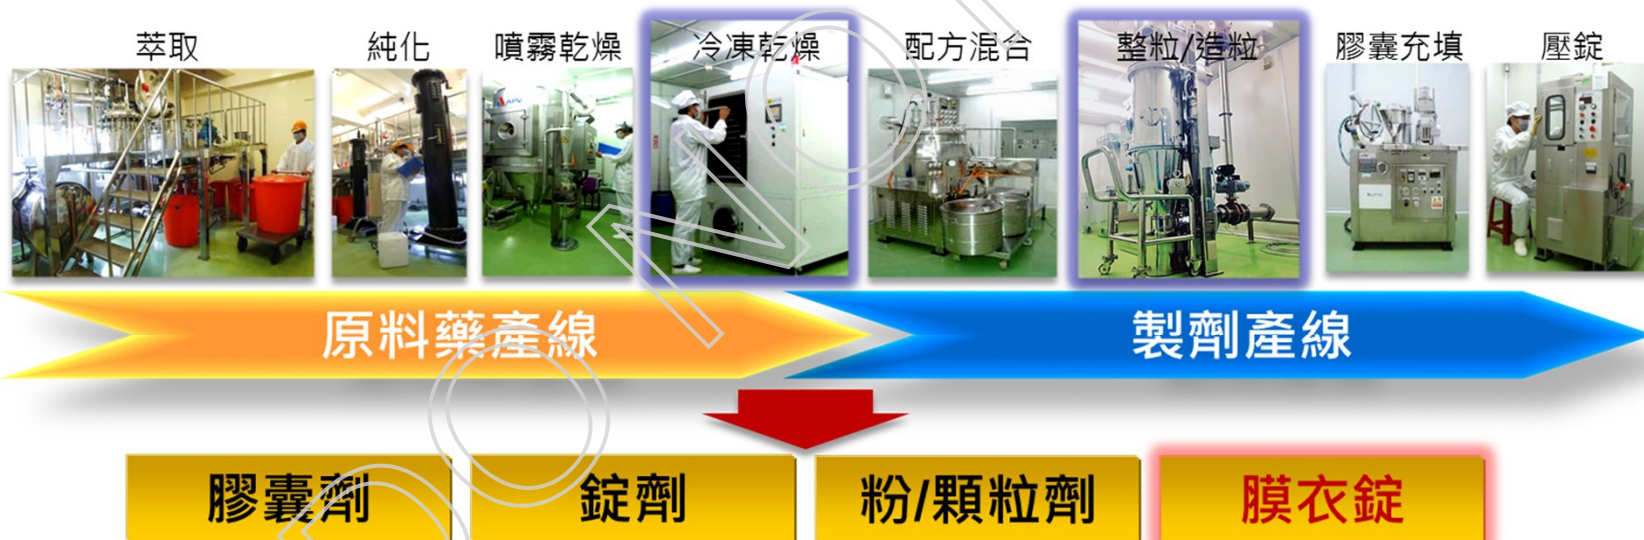 萃取
純化
噴霧乾燥
冷凍乾燥
配方混合
整粒/造粒
膠囊充填
壓錠
APV
原料藥產線
製劑產線
膠囊劑
錠劑
粉/顆粒劑
膜衣錠